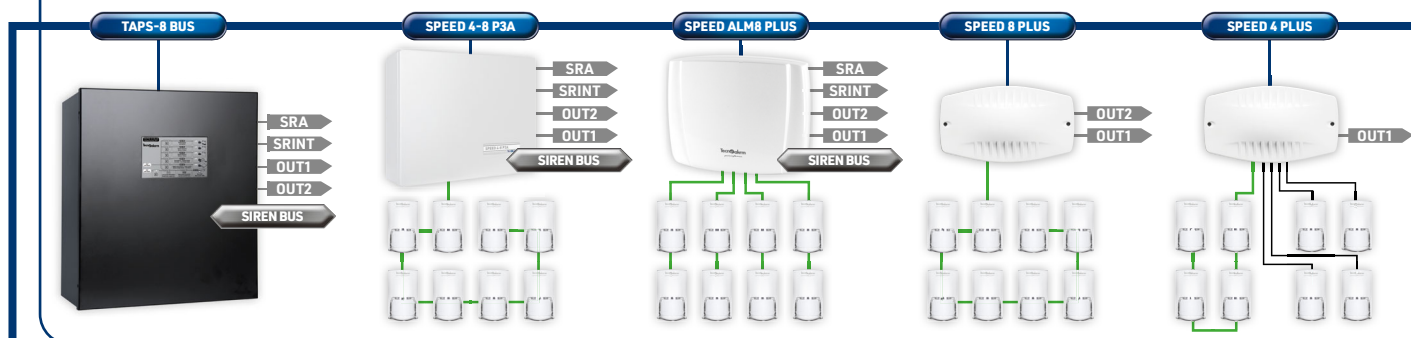 TAPS-8 BUS
SRA
SRINT
OUT1
OUT2
SIREN BUS
SPEED 4-8 P3A
SRA
SRINT
OUT2
OUT1
SIREN BUS
SPEED ALM8 PLUS
SRA
SRINT
OUT2
OUT1
SIREN BUS
Tecnoalarm
SPEED 8 PLUS
OUT2
OUT1
SPEED 4 PLUS
OUT1